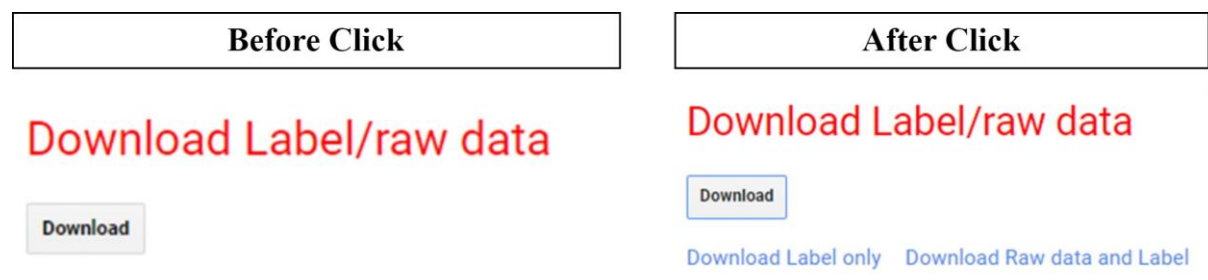 Before Click
Download Label/raw data
Download
After Click
Download Label/raw data
Download
Download Label only Download Raw data and Label